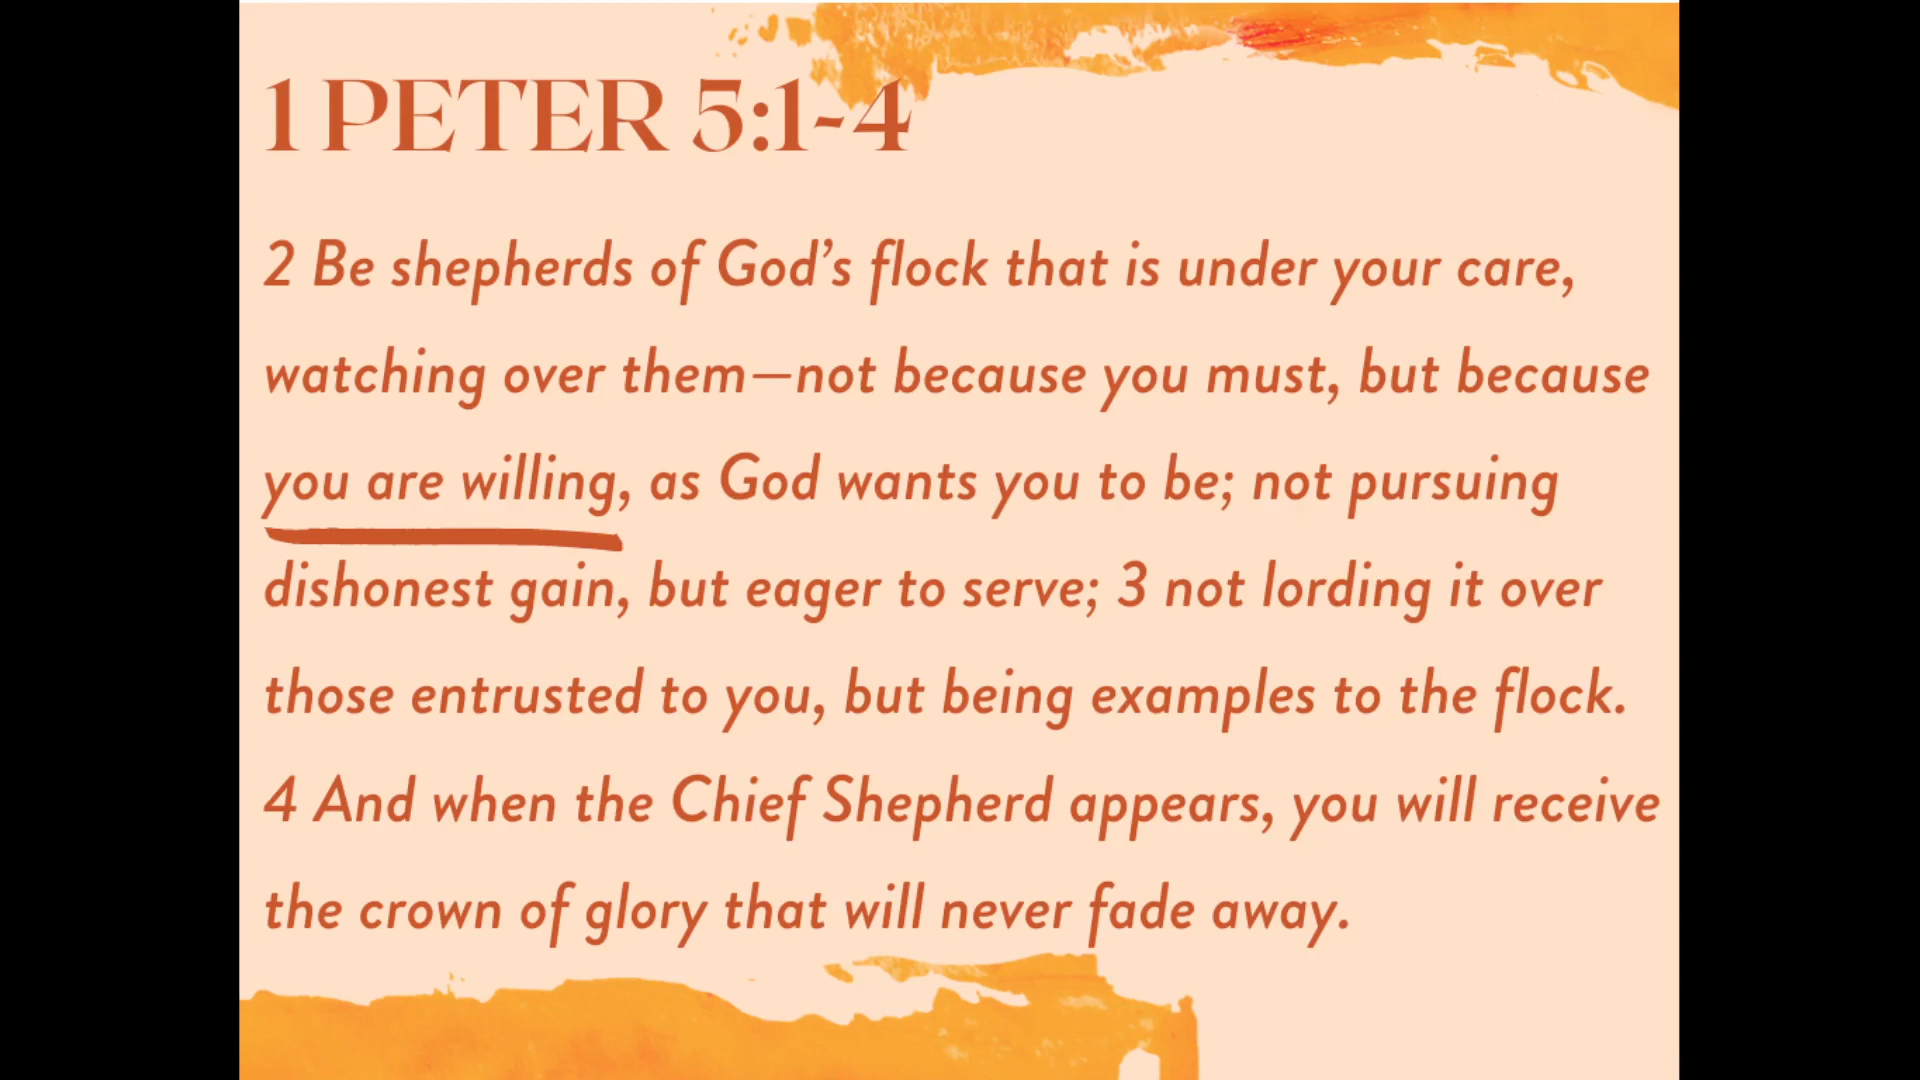 1 PETER 5:1-4
2 Be shepherds of God’s flock that is under your care,
watching over them—not because you must, but because
you are willing, as God wants you to be; not pursuing
dishonest gain, but eager to serve; 3 not lording it over
those entrusted to you, but being examples to the flock.
4 And when the Chief Shepherd appears, you will receive
the crown of glory that will never fade away.